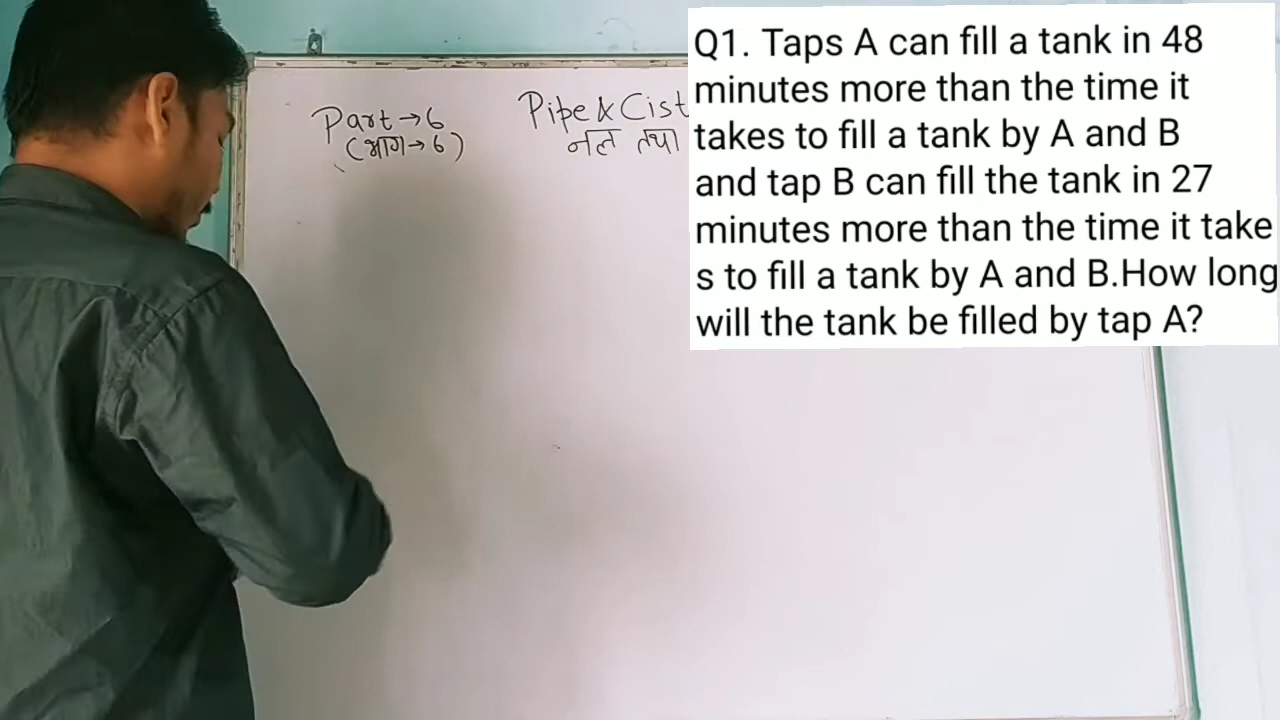 Part → 6
(भाग → 6)
Pipe & Cist
नल तथा
Q1. Taps A can fill a tank in 48
minutes more than the time it
takes to fill a tank by A and B
and tap B can fill the tank in 27
minutes more than the time it take
s to fill a tank by A and B.How long
will the tank be filled by tap A?